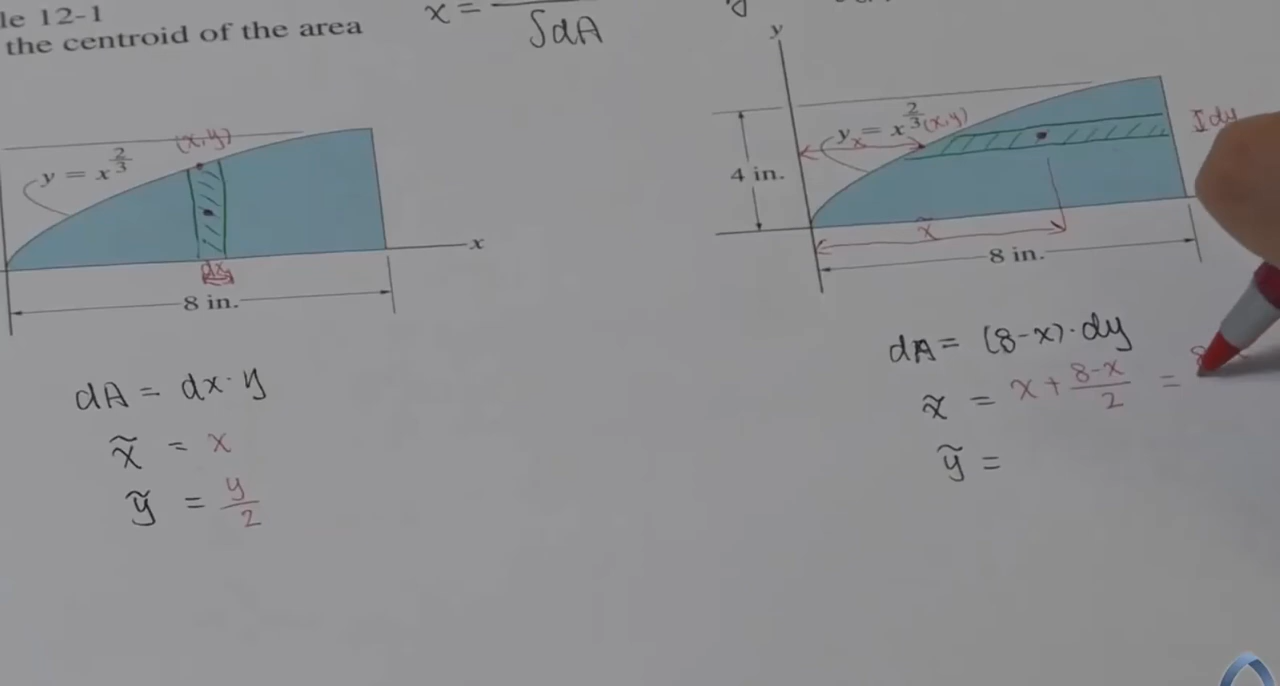 le 12-1
the centroid of the area
x =
∫dA
y
(x,y)
y = x^{2/3}
dx
8 in.
x
dA = dx · y
x̃ = x
ỹ = y/2
y = x^{2/3}
x
(x,y)
I dy
4 in.
x̃
8 in.
dA = (8-x) · dy
x̃ = x + (8-x)/2 = 8
ỹ =